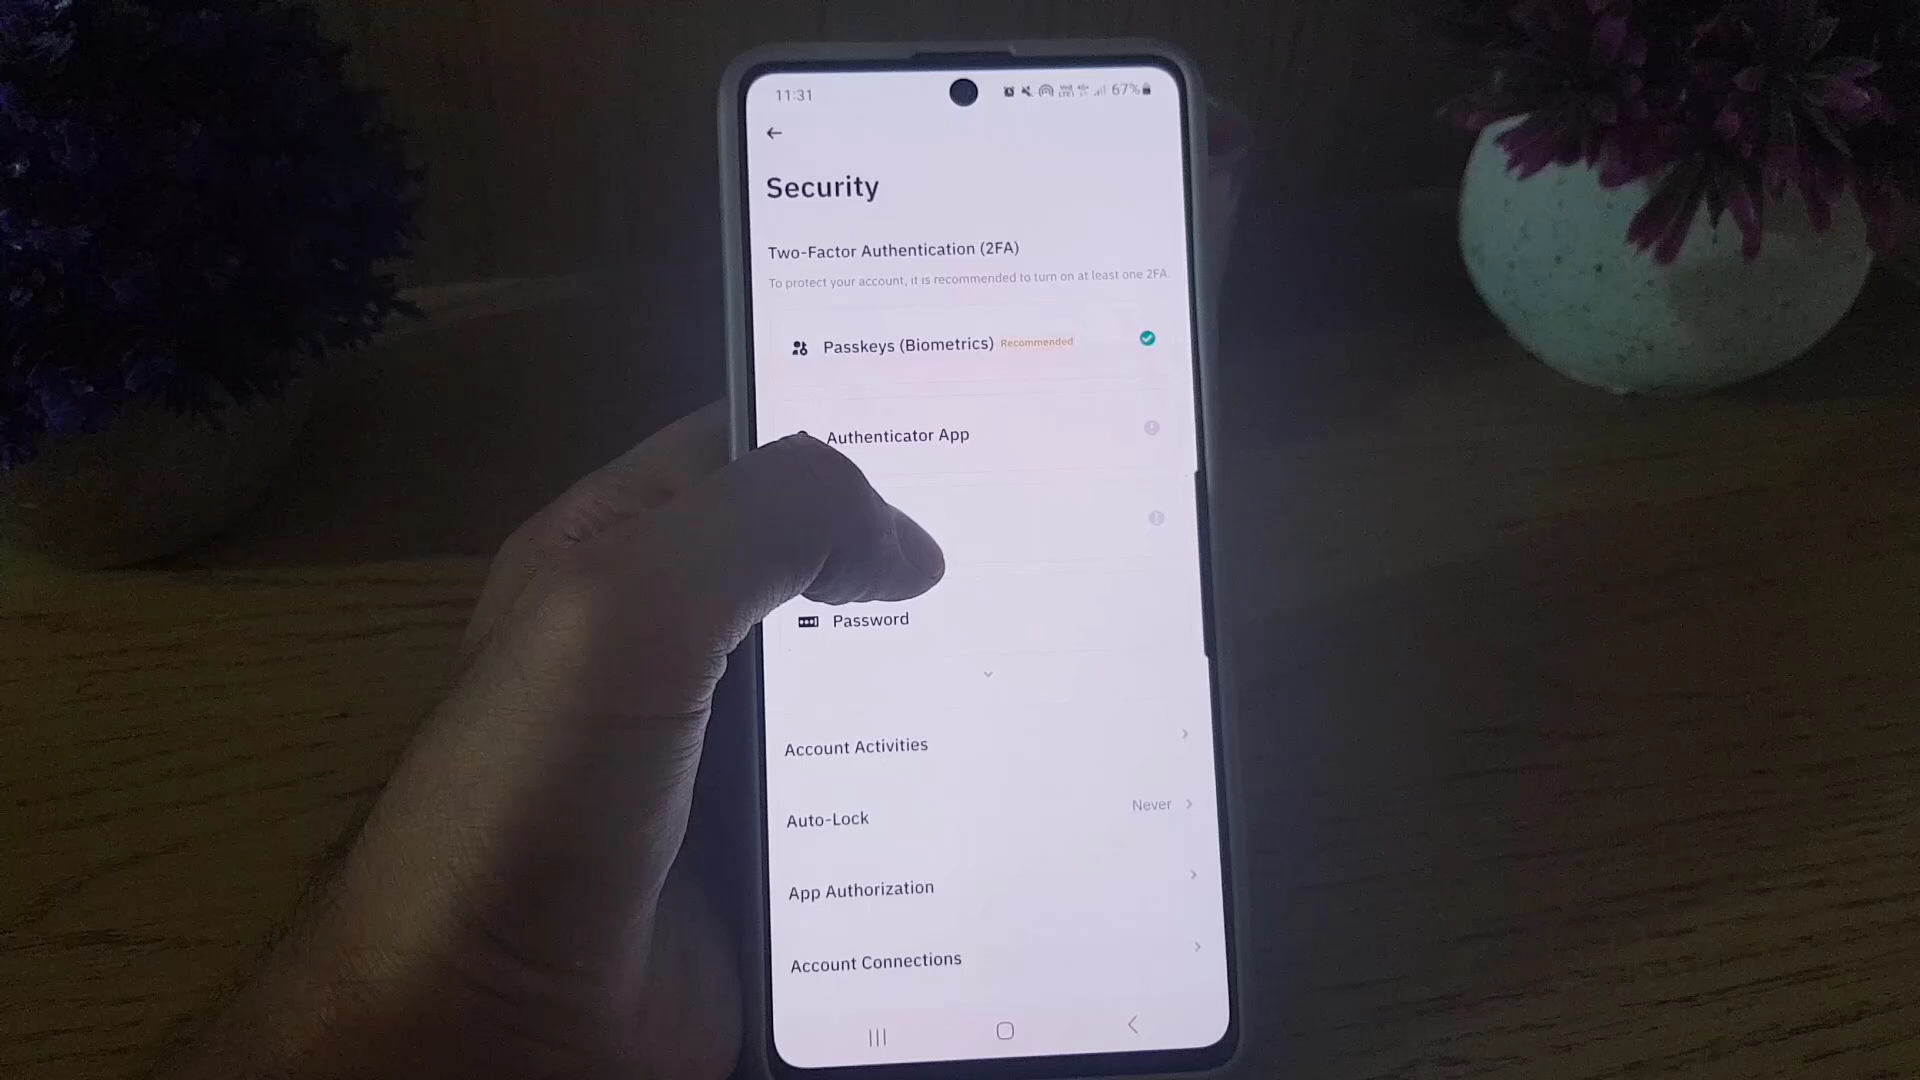 11:31
67%
Security
Two-Factor Authentication (2FA)
To protect your account, it is recommended to turn on at least one 2FA.
Passkeys (Biometrics) Recommended
Authenticator App
Password
Account Activities
Auto-Lock Never
App Authorization
Account Connections